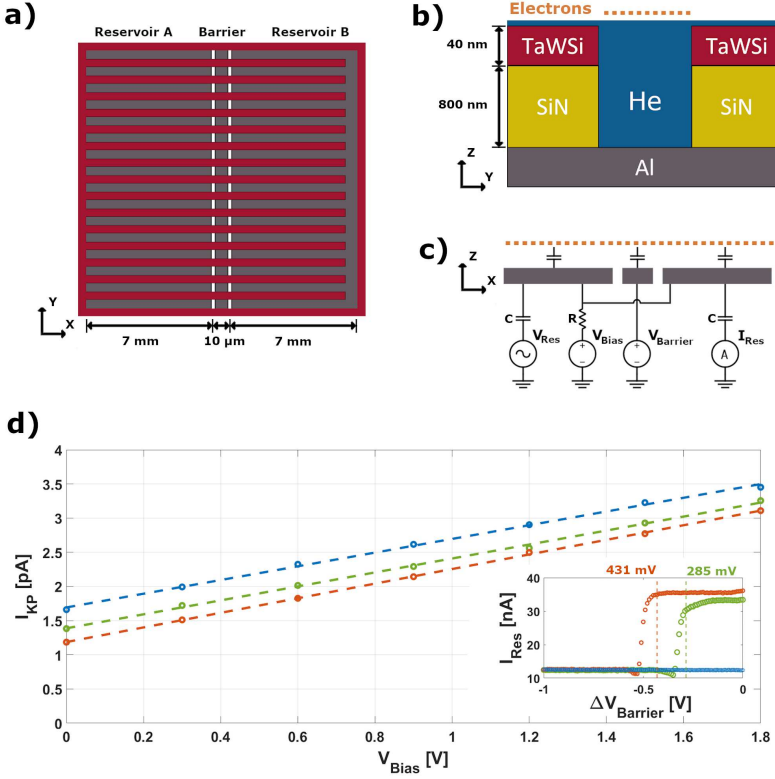 a)
Reservoir A Barrier Reservoir B
Y
X
7 mm 10 µm 7 mm
b)
Electrons
40 nm
TaWSi TaWSi
800 nm
SiN He SiN
Al
Z
Y
c)
Z
X
C R C
V_Res V_Bias V_Barrier I_Res
A
+ +
− −
d)
I_KP [pA]
4
3.5
3
2.5
2
1.5
1
0.5
0
0 0.2 0.4 0.6 0.8 1 1.2 1.4 1.6 1.8
V_Bias [V]
431 mV 285 mV
I_Res [nA]
40
30
20
10
-1 -0.5 0
ΔV_Barrier [V]